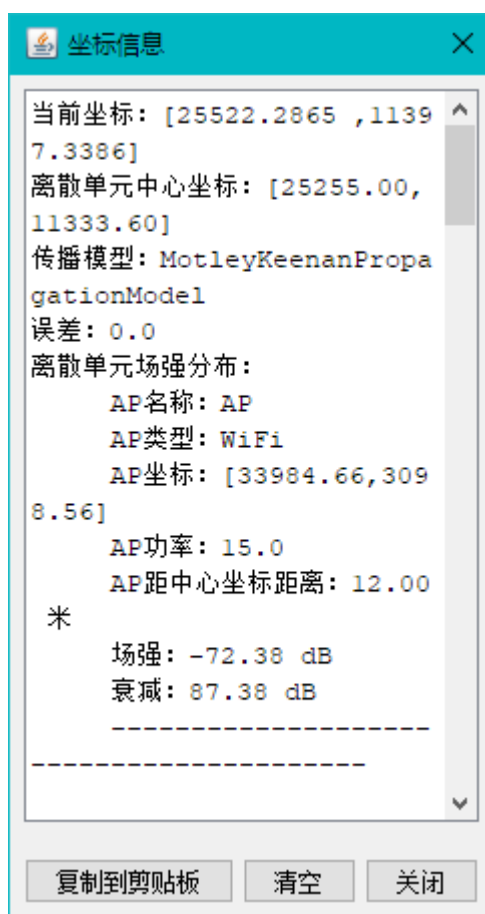 坐标信息
当前坐标: [25522.2865 ,1139
7.3386]
离散单元中心坐标: [25255.00,
11333.60]
传播模型: MotleyKeenanPropa
gationModel
误差: 0.0
离散单元场强分布:
AP名称: AP
AP类型: WiFi
AP坐标: [33984.66,309
8.56]
AP功率: 15.0
AP距中心坐标距离: 12.00
米
场强: -72.38 dB
衰减: 87.38 dB
--------------------
---------------------
复制到剪贴板 清空 关闭